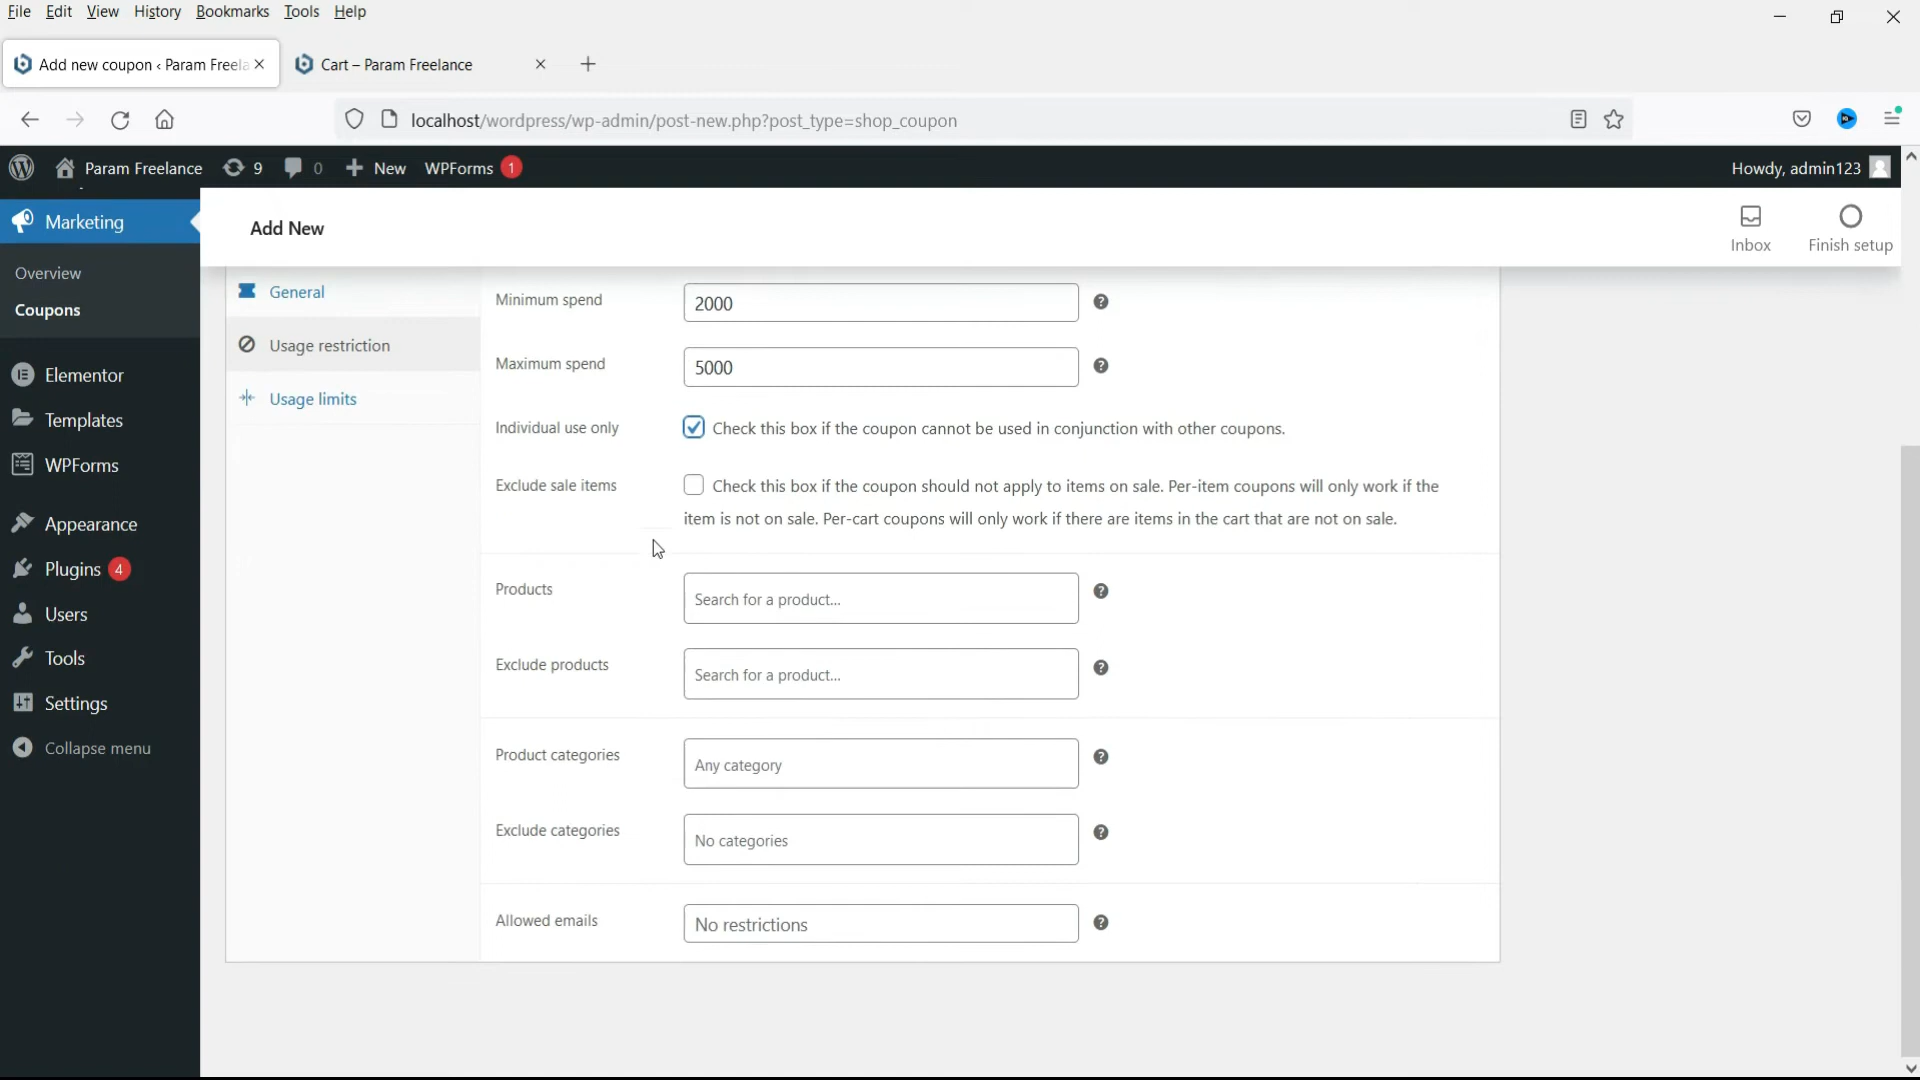 File Edit View History Bookmarks Tools Help
Add new coupon ‹ Param Freela
Cart – Param Freelance
localhost/wordpress/wp-admin/post-new.php?post_type=shop_coupon
Param Freelance 9 0 New WPForms 1
Howdy, admin123
Marketing
Add New
Inbox
Finish setup
Overview
Coupons
Elementor
Templates
WPForms
Appearance
Plugins 4
Users
Tools
Settings
Collapse menu
General
Usage restriction
Usage limits
Minimum spend 2000
Maximum spend 5000
Individual use only Check this box if the coupon cannot be used in conjunction with other coupons.
Exclude sale items Check this box if the coupon should not apply to items on sale. Per-item coupons will only work if the
item is not on sale. Per-cart coupons will only work if there are items in the cart that are not on sale.
Products Search for a product...
Exclude products Search for a product...
Product categories Any category
Exclude categories No categories
Allowed emails No restrictions